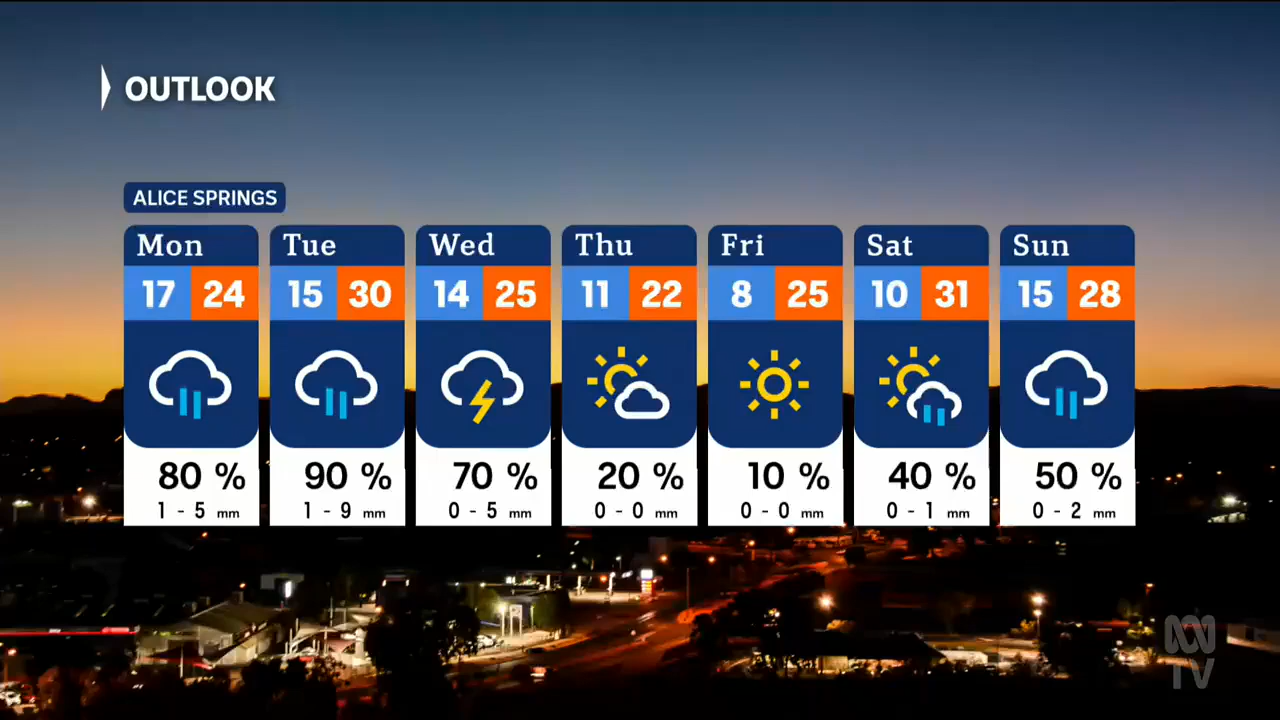 OUTLOOK
ALICE SPRINGS
Mon Tue Wed Thu Fri Sat Sun
17 24 15 30 14 25 11 22 8 25 10 31 15 28
80 % 90 % 70 % 20 % 10 % 40 % 50 %
1 - 5 mm 1 - 9 mm 0 - 5 mm 0 - 0 mm 0 - 0 mm 0 - 1 mm 0 - 2 mm
TV